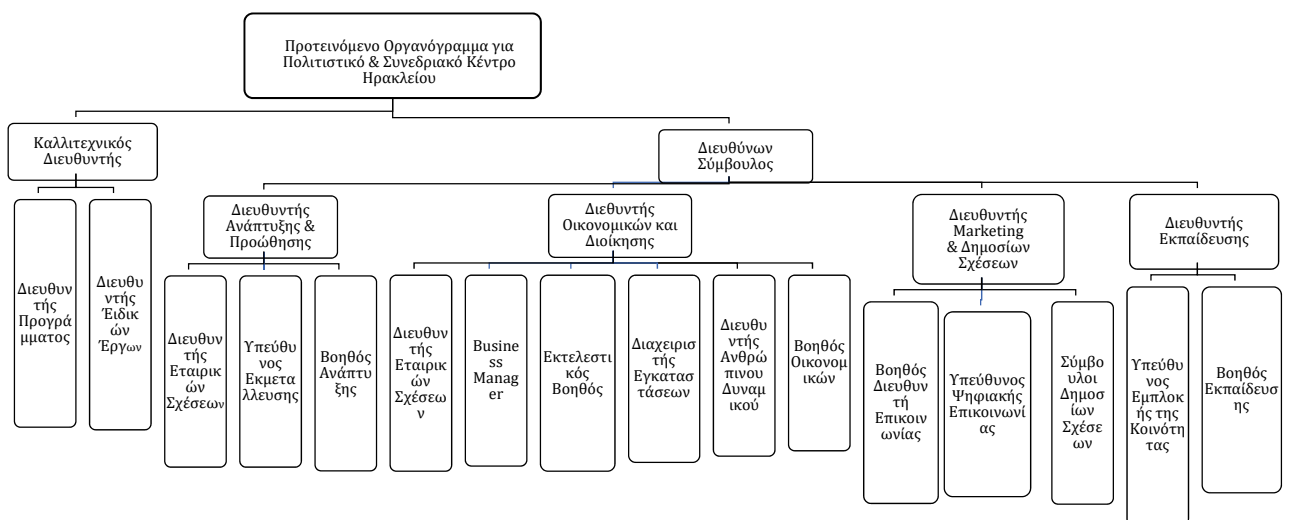 Προτεινόμενο Οργανόγραμμα για
Πολιτιστικό & Συνεδριακό Κέντρο
Ηρακλείου
Καλλιτεχνικός
Διευθυντής
Διευθύνων
Σύμβουλος
Διευθυντής
Ανάπτυξης &
Προώθησης
Διεθυντής
Οικονομικών και
Διοίκησης
Διευθυντής
Marketing
& Δημοσίων
Σχέσεων
Διευθυντής
Εκπαίδευσης
Διευθυν
τής
Προγρά
μματος
Διευθυ
ντής
Έιδικ
ών
Έργων
Διευθυν
τής
Εταιρικ
ών
Σχέσεων
Υπεύθυ
νος
Εκμετα
λλευσης
Βοηθός
Ανάπτυ
ξης
Διευθυν
τής
Εταιρικ
ών
Σχέσεω
ν
Busine
ss
Manag
er
Εκτελεστι
κός
Βοηθός
Διαχειρισ
τής
Εγκατασ
τάσεων
Διευθυ
ντής
Ανθρώ
πινου
Δυναμ
ικού
Βοηθός
Οικονομ
ικών
Βοηθός
Διευθυν
τή
Επικοιν
ωνίας
Υπεύθυνος
Ψηφιακής
Επικοινωνί
ας
Σύμβο
υλοι
Δημοσ
ίων
Σχέσε
ων
Υπεύθυ
νος
Εμπλοκ
ής της
Κοινότη
τας
Βοηθός
Εκπαίδευσ
ης